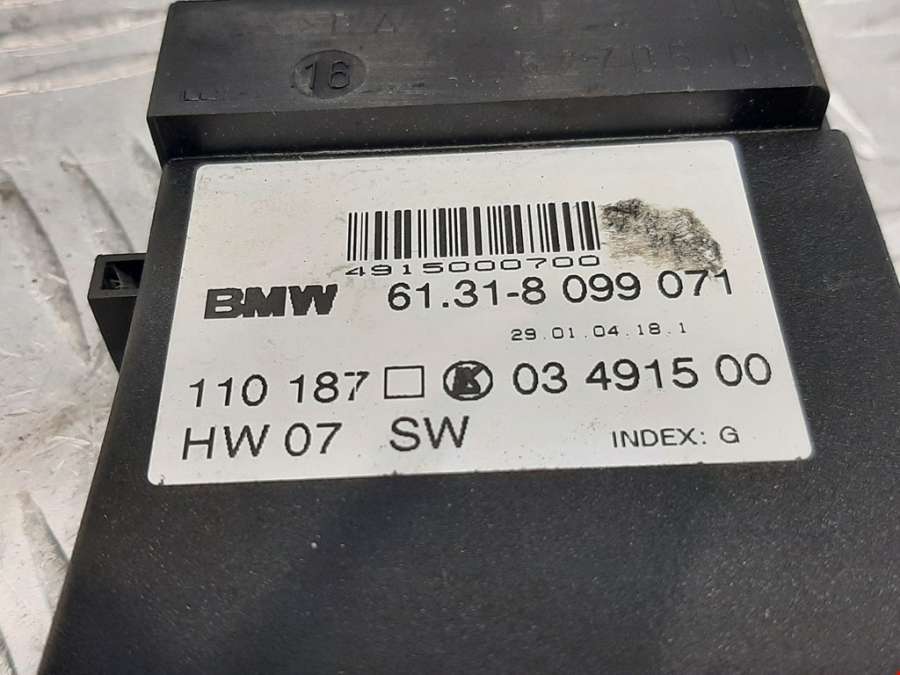 16
4915000700
BMW 61.31-8 099 071
29.01.04.18.1
110 187 03 4915 00
HW 07 SW INDEX: G